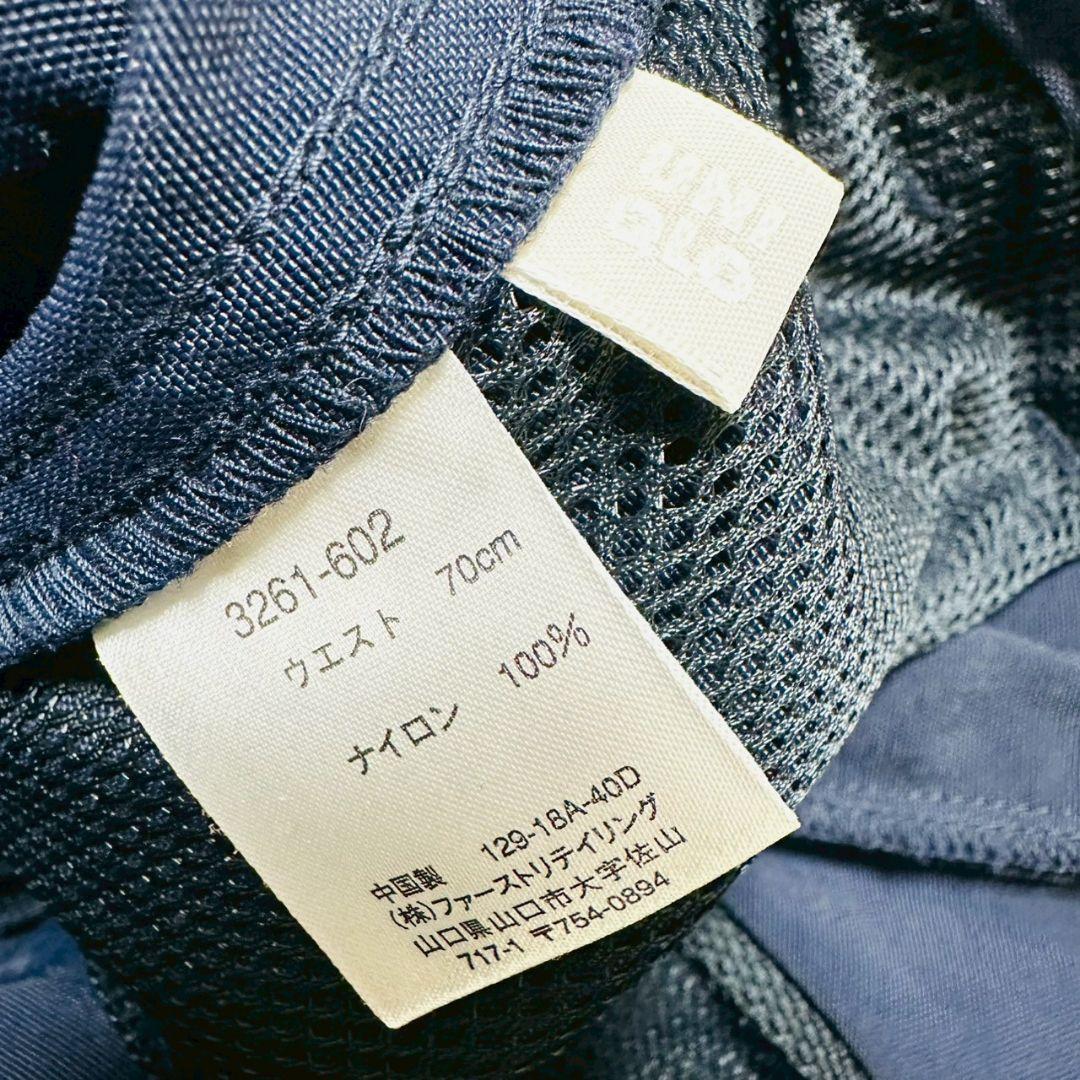 UNI
QLO
3261-602
ウエスト 70cm
ナイロン 100%
129-18A-40D
中国製
(株)ファーストリテイリング
山口県山口市大字佐山
717-1 〒754-0894